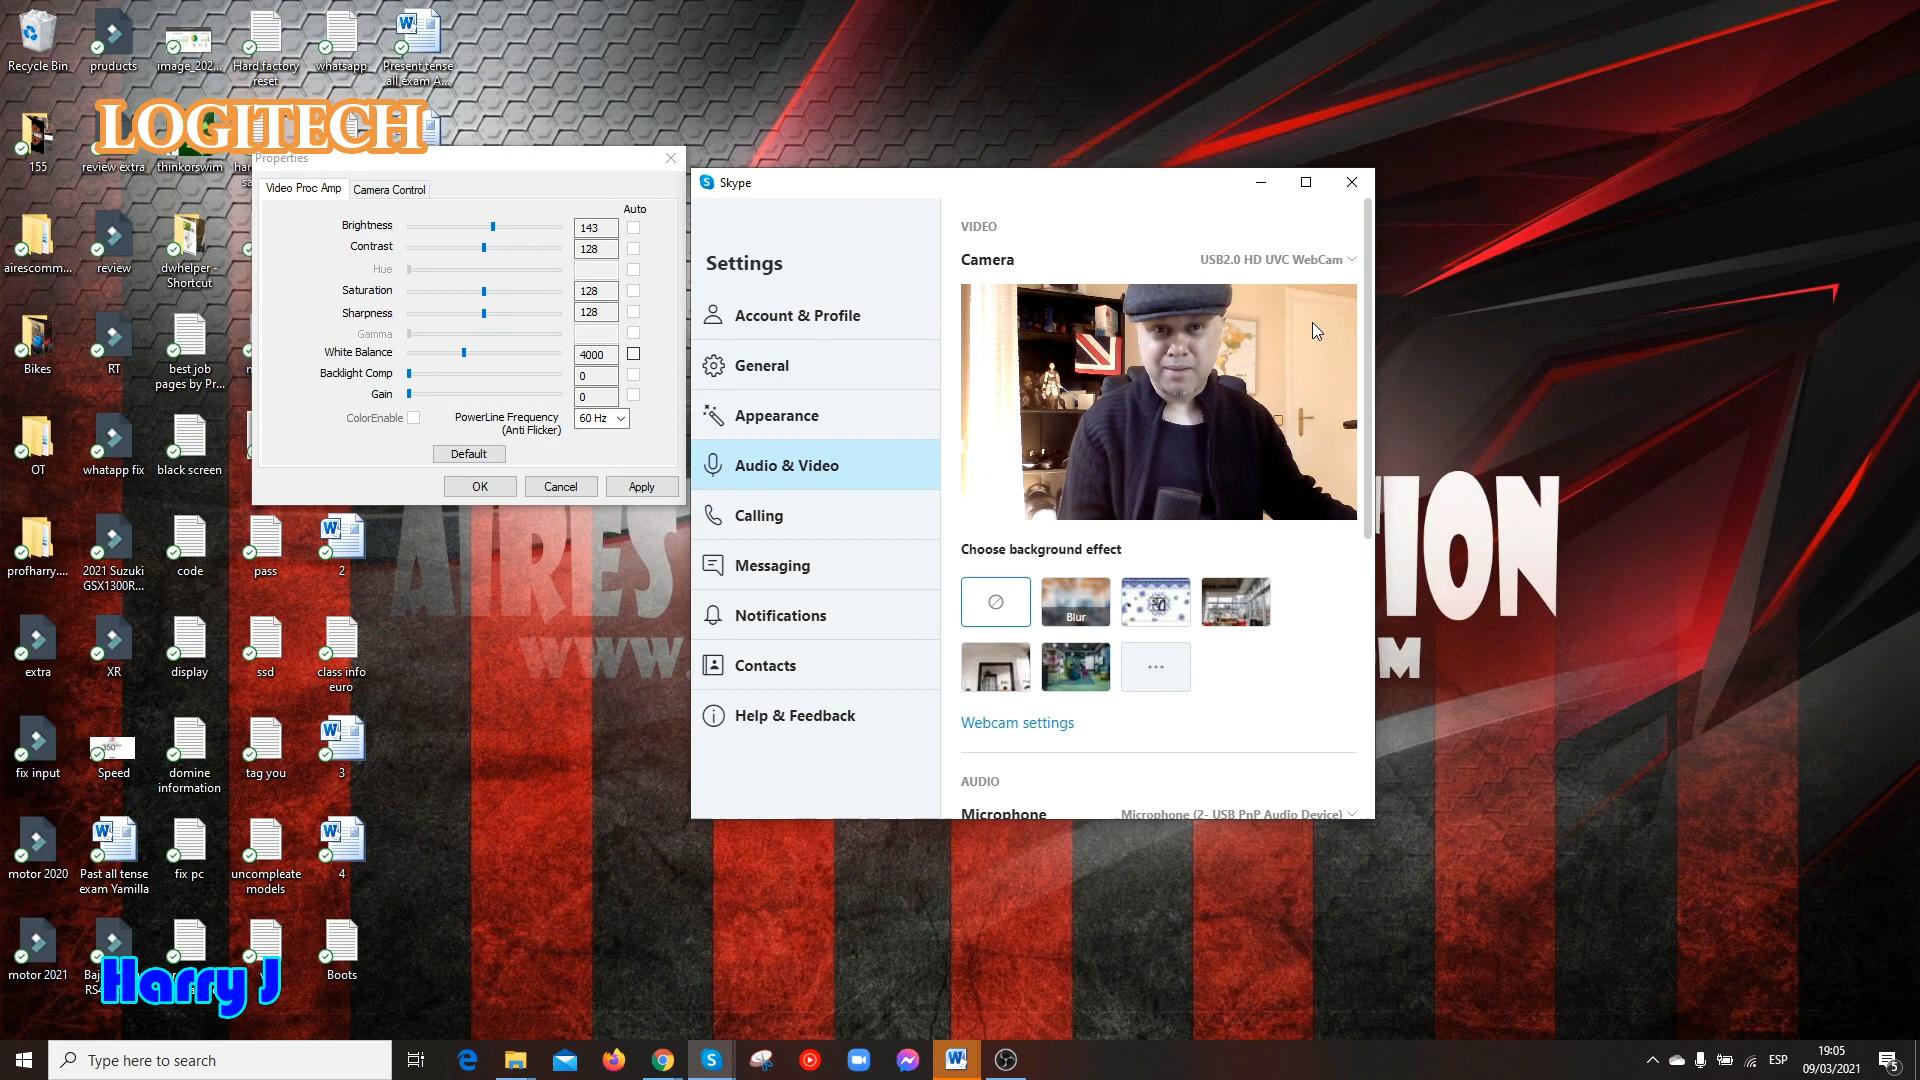 Recycle Bin
pruducts
image_202...
Hard factory
reset
whatsapp
Present tense
all exam A...
LOGITECH
155
review extra
thinkorswim
airescomm...
review
dwhelper -
Shortcut
Bikes
RT
best job
pages by Pr...
OT
whatapp fix
black screen
profharry....
2021 Suzuki
GSX1300R...
code
pass
2
extra
XR
display
ssd
class info
euro
fix input
Speed
domine
information
tag you
3
motor 2020
Past all tense
exam Yamilla
fix pc
uncompleate
models
4
motor 2021
Boots
Harry J
Properties
Video Proc Amp
Camera Control
Auto
Brightness
143
Contrast
128
Hue
Saturation
128
Sharpness
128
Gamma
White Balance
4000
Backlight Comp
0
Gain
0
ColorEnable
PowerLine Frequency
(Anti Flicker)
60 Hz
Default
OK
Cancel
Apply
Skype
Settings
Account & Profile
General
Appearance
Audio & Video
Calling
Messaging
Notifications
Contacts
Help & Feedback
VIDEO
Camera
USB2.0 HD UVC WebCam
Choose background effect
Blur
Webcam settings
AUDIO
Microphone
Microphone (2- USB PnP Audio Device)
AIRES
WWW.
TION
M
Type here to search
ESP
19:05
09/03/2021
5